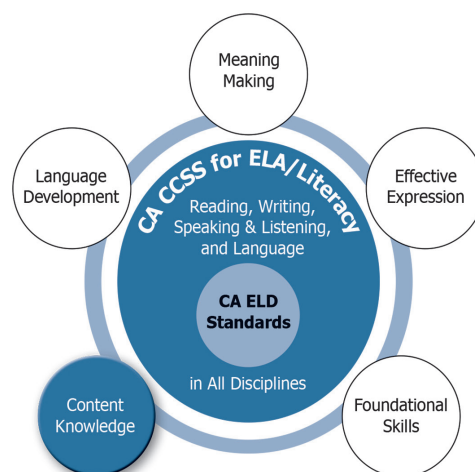 Meaning
Making
Language
Development
Effective
Expression
CA CCSS for ELA/Literacy
Reading, Writing,
Speaking & Listening,
and Language
CA ELD
Standards
in All Disciplines
Content
Knowledge
Foundational
Skills